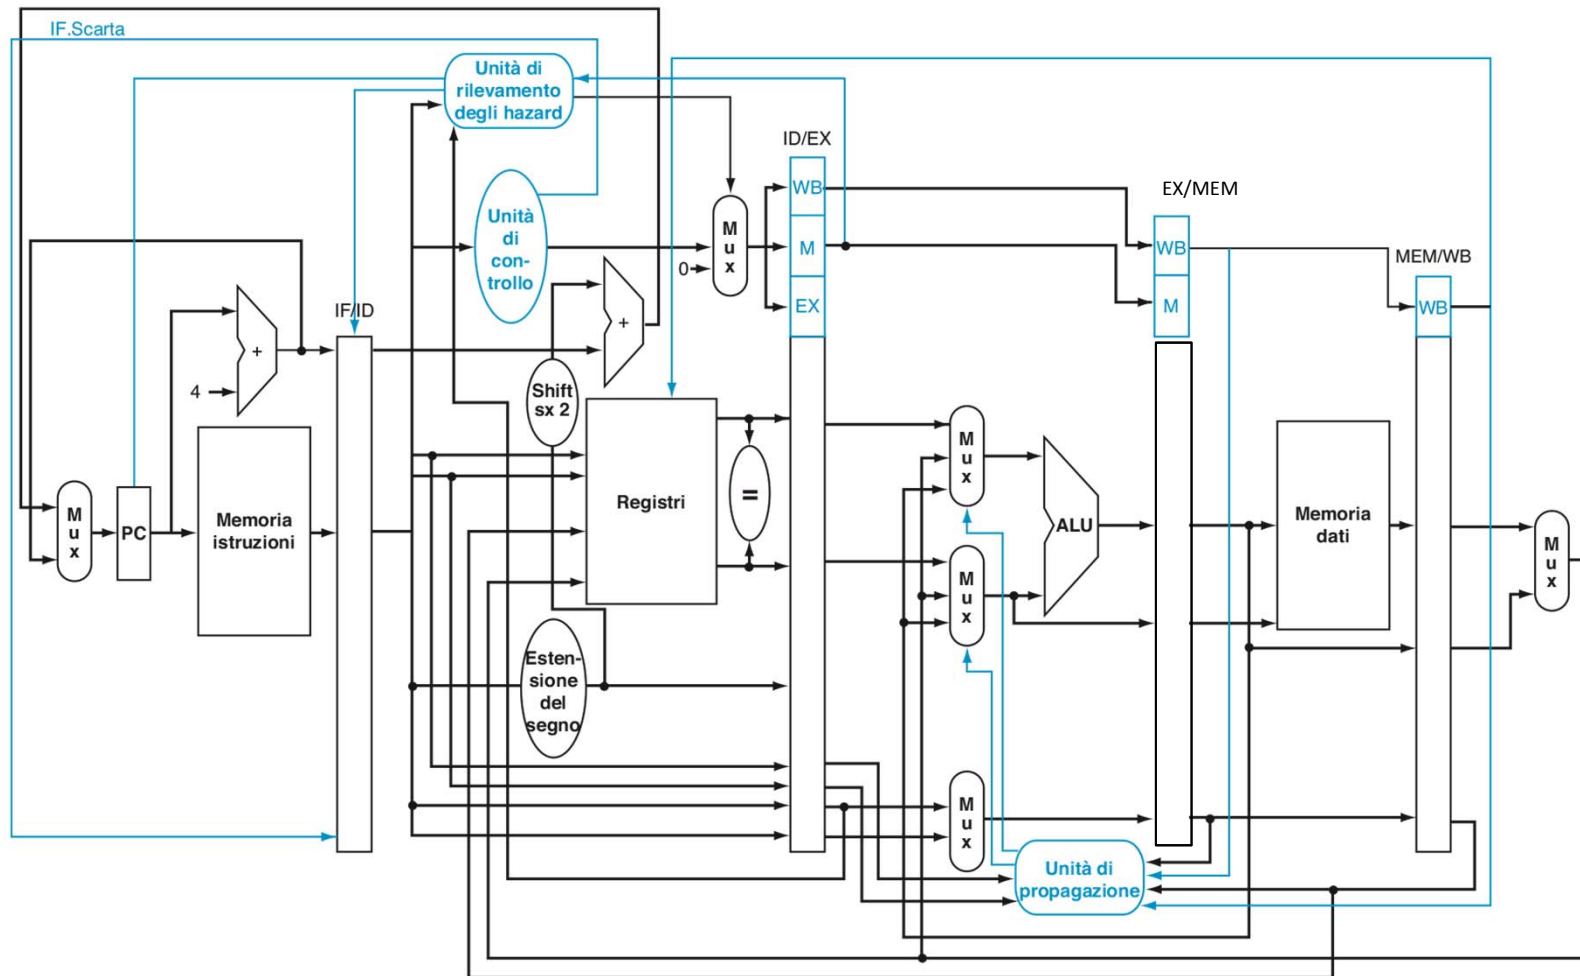 IF.Scarta
Unità di
rilevamento
degli hazard
ID/EX
WB
M
EX
EX/MEM
WB
M
MEM/WB
WB
Unità
di
con-
trollo
M
u
x
0
IF/ID
+
4
+
Shift
sx 2
M
u
x
PC
Memoria
istruzioni
Registri
=
M
u
x
M
u
x
ALU
Memoria
dati
M
u
x
Esten-
sione
del
segno
M
u
x
Unità di
propagazione